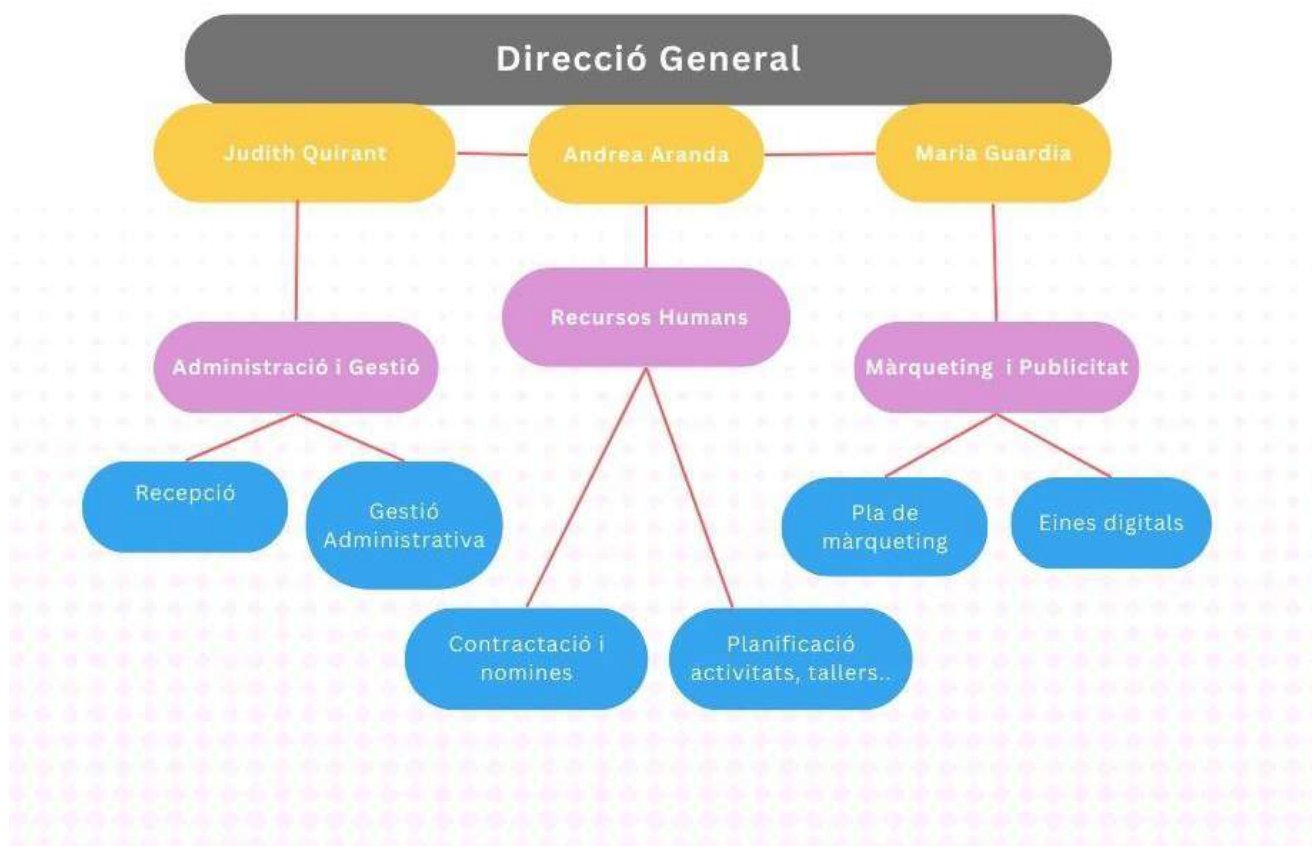 Direcció General
Judith Quirant
Andrea Aranda
Maria Guardia
Recursos Humans
Administració i Gestió
Màrqueting i Publicitat
Recepció
Gestió
Administrativa
Pla de
màrqueting
Eines digitals
Contractació i
nomines
Planificació
activitats, tallers..